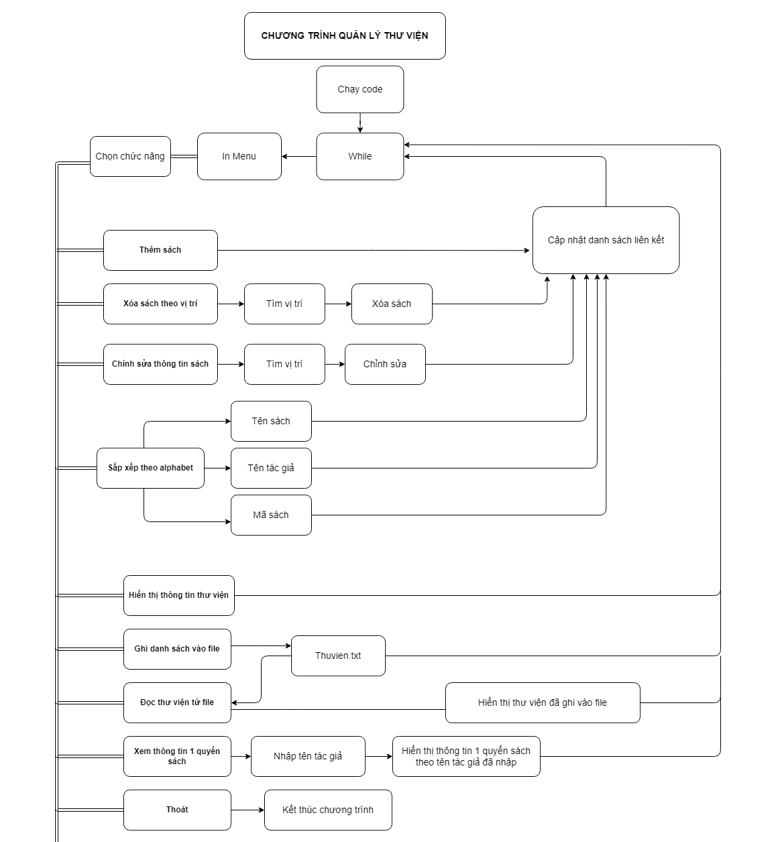 CHƯƠNG TRÌNH QUẢN LÝ THƯ VIỆN
Chạy code
Chọn chức năng
In Menu
While
Cập nhật danh sách liên kết
Thêm sách
Xóa sách theo vị trí
Tìm vị trí
Xóa sách
Chính sửa thông tin sách
Tìm vị trí
Chỉnh sửa
Tên sách
Sắp xếp theo alphabet
Tên tác giả
Mã sách
Hiển thị thông tin thư viện
Ghi danh sách vào file
Thuvien.txt
Đọc thư viện từ file
Hiển thị thư viện đã ghi vào file
Xem thông tin 1 quyển
sách
Nhập tên tác giả
Hiển thị thông tin 1 quyển sách
theo tên tác giả đã nhập
Thoát
Kết thúc chương trình